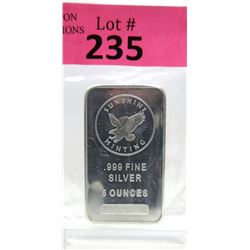 ON
IONS
Lot #
235
SUNSHINE
MINTING
.999 FINE
SILVER
5 OUNCES